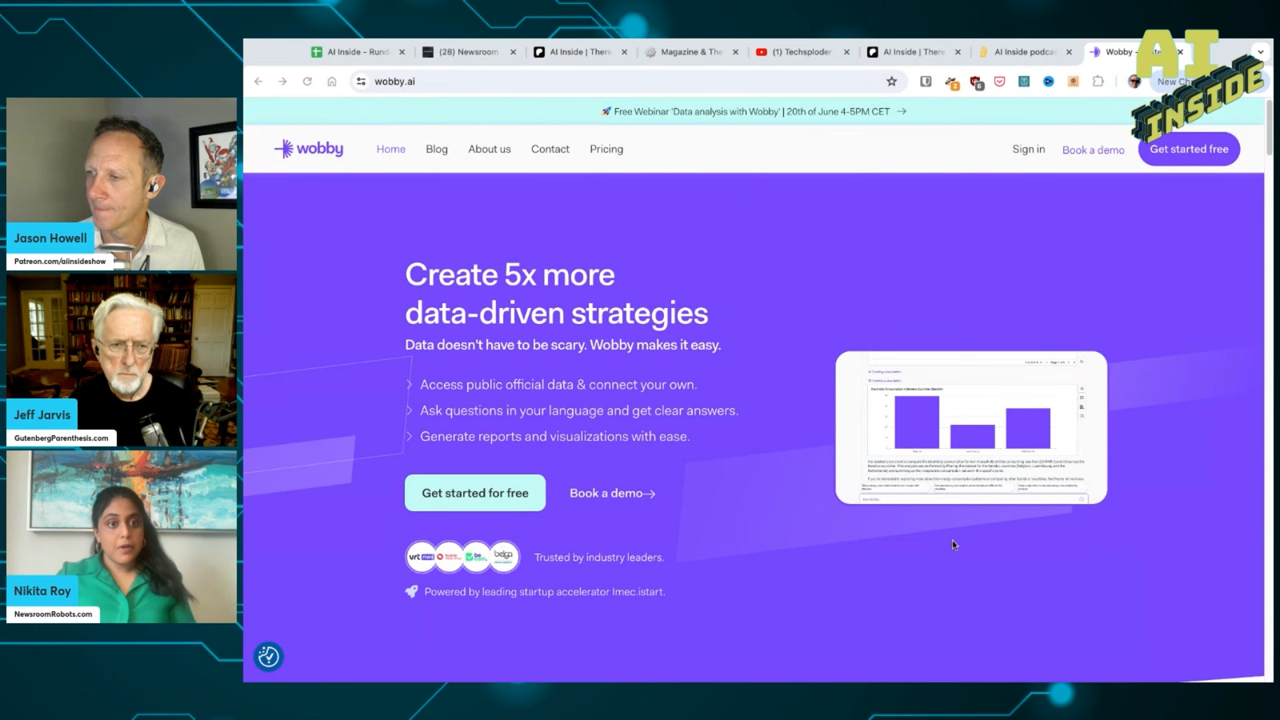 AI Inside - Rund
(28) Newsroom
AI Inside | There
Magazine & The
(1) Techsploder
AI Inside | There
AI Inside podca
Wobby -
AI
INSIDE
wobby.ai
New Ch
🚀 Free Webinar 'Data analysis with Wobby' | 20th of June 4-5PM CET →
wobby
Home
Blog
About us
Contact
Pricing
Sign in
Book a demo
Get started free
Create 5x more
data-driven strategies
Data doesn't have to be scary. Wobby makes it easy.
Access public official data & connect your own.
Ask questions in your language and get clear answers.
Generate reports and visualizations with ease.
Get started for free
Book a demo→
vrt
belga
Trusted by industry leaders.
Powered by leading startup accelerator Imec.istart.
Jason Howell
Patreon.com/aiinsideshow
Jeff Jarvis
GutenbergParenthesis.com
Nikita Roy
NewsroomRobots.com